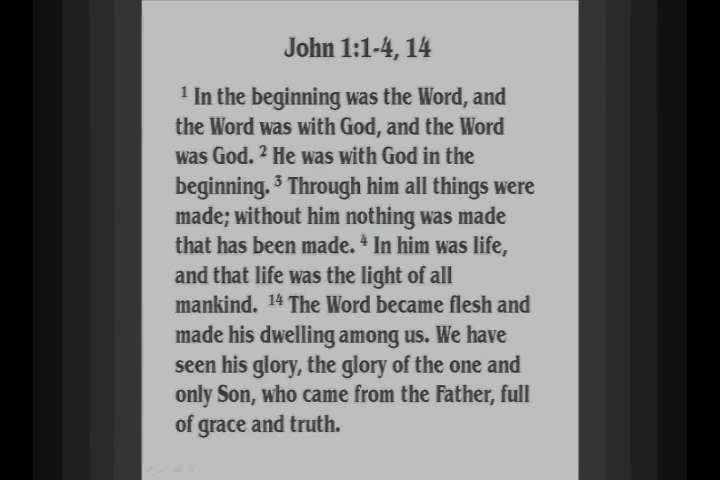 John 1:1-4, 14
¹ In the beginning was the Word, and
the Word was with God, and the Word
was God. ² He was with God in the
beginning. ³ Through him all things were
made; without him nothing was made
that has been made. ⁴ In him was life,
and that life was the light of all
mankind. ¹⁴ The Word became flesh and
made his dwelling among us. We have
seen his glory, the glory of the one and
only Son, who came from the Father, full
of grace and truth.